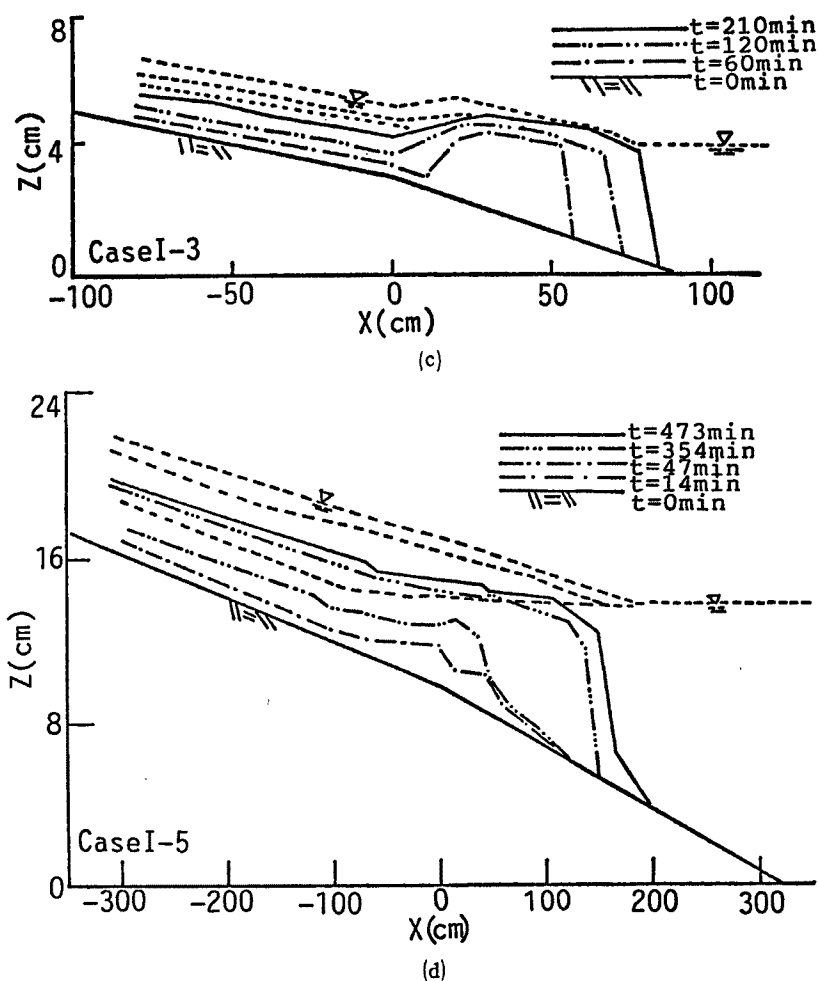 8
t=210min
t=120min
t=60min
t=0min
Z(cm)
4
CaseI-3
0
-100
-50
0
50
100
X(cm)
(c)
24
t=473min
t=354min
t=47min
t=14min
t=0min
16
Z(cm)
8
CaseI-5
0
-300
-200
-100
0
100
200
300
X(cm)
(d)